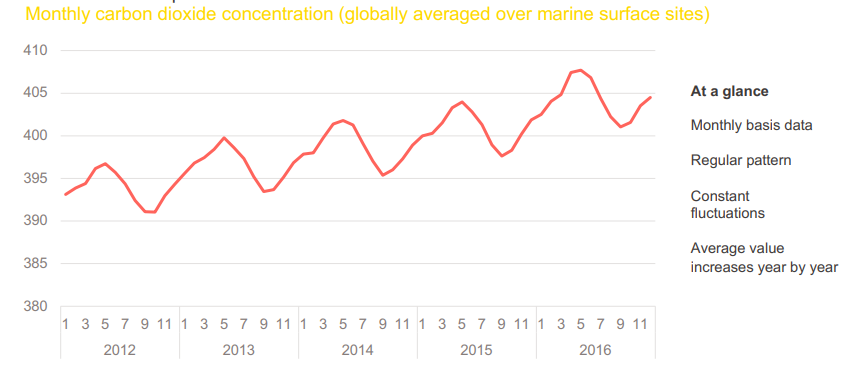 Monthly carbon dioxide concentration (globally averaged over marine surface sites)
410
405
400
395
390
385
380
1 3 5 7 9 11 1 3 5 7 9 11 1 3 5 7 9 11 1 3 5 7 9 11 1 3 5 7 9 11
2012 2013 2014 2015 2016
At a glance
Monthly basis data
Regular pattern
Constant
fluctuations
Average value
increases year by year